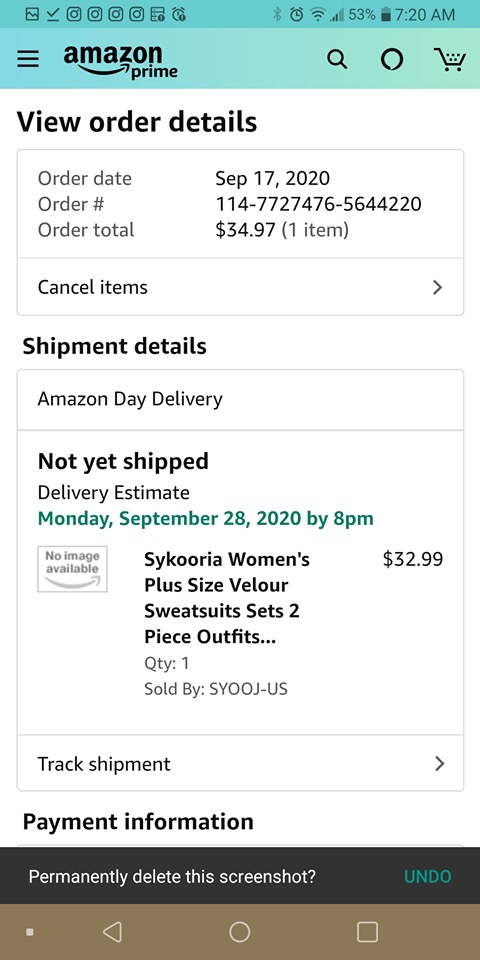 53% 7:20 AM
amazon
prime
View order details
Order date Sep 17, 2020
Order # 114-7727476-5644220
Order total $34.97 (1 item)
Cancel items
Shipment details
Amazon Day Delivery
Not yet shipped
Delivery Estimate
Monday, September 28, 2020 by 8pm
No image
available
Sykooria Women's $32.99
Plus Size Velour
Sweatsuits Sets 2
Piece Outfits...
Qty: 1
Sold By: SYOOJ-US
Track shipment
Payment information
Permanently delete this screenshot? UNDO